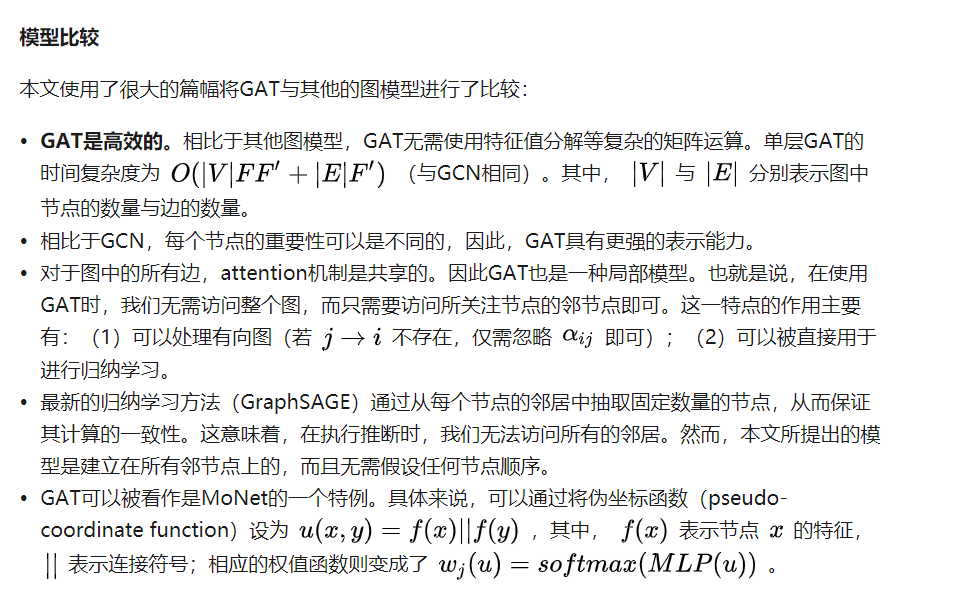 模型比较
本文使用了很大的篇幅将GAT与其他的图模型进行了比较：
• GAT是高效的。相比于其他图模型，GAT无需使用特征值分解等复杂的矩阵运算。单层GAT的
时间复杂度为 O(|V|FF′ + |E|F′) （与GCN相同）。其中， |V| 与 |E| 分别表示图中
节点的数量与边的数量。
• 相比于GCN，每个节点的重要性可以是不同的，因此，GAT具有更强的表示能力。
• 对于图中的所有边，attention机制是共享的。因此GAT也是一种局部模型。也就是说，在使用
GAT时，我们无需访问整个图，而只需要访问所关注节点的邻节点即可。这一特点的作用主要
有：（1）可以处理有向图（若 j → i 不存在，仅需忽略 αij 即可）；（2）可以被直接用于
进行归纳学习。
• 最新的归纳学习方法（GraphSAGE）通过从每个节点的邻居中抽取固定数量的节点，从而保证
其计算的一致性。这意味着，在执行推断时，我们无法访问所有的邻居。然而，本文所提出的模
型是建立在所有邻节点上的，而且无需假设任何节点顺序。
• GAT可以被看作是MoNet的一个特例。具体来说，可以通过将伪坐标函数（pseudo-
coordinate function）设为 u(x, y) = f(x)||f(y) ，其中， f(x) 表示节点 x 的特征，
|| 表示连接符号；相应的权值函数则变成了 wj(u) = softmax(MLP(u)) 。